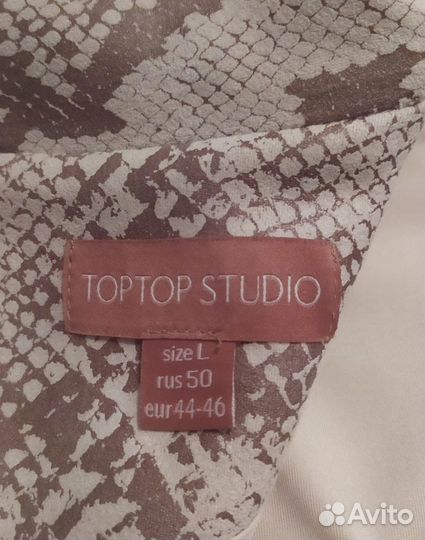 TOPTOP STUDIO
size L
rus 50
eur 44-46
Avito